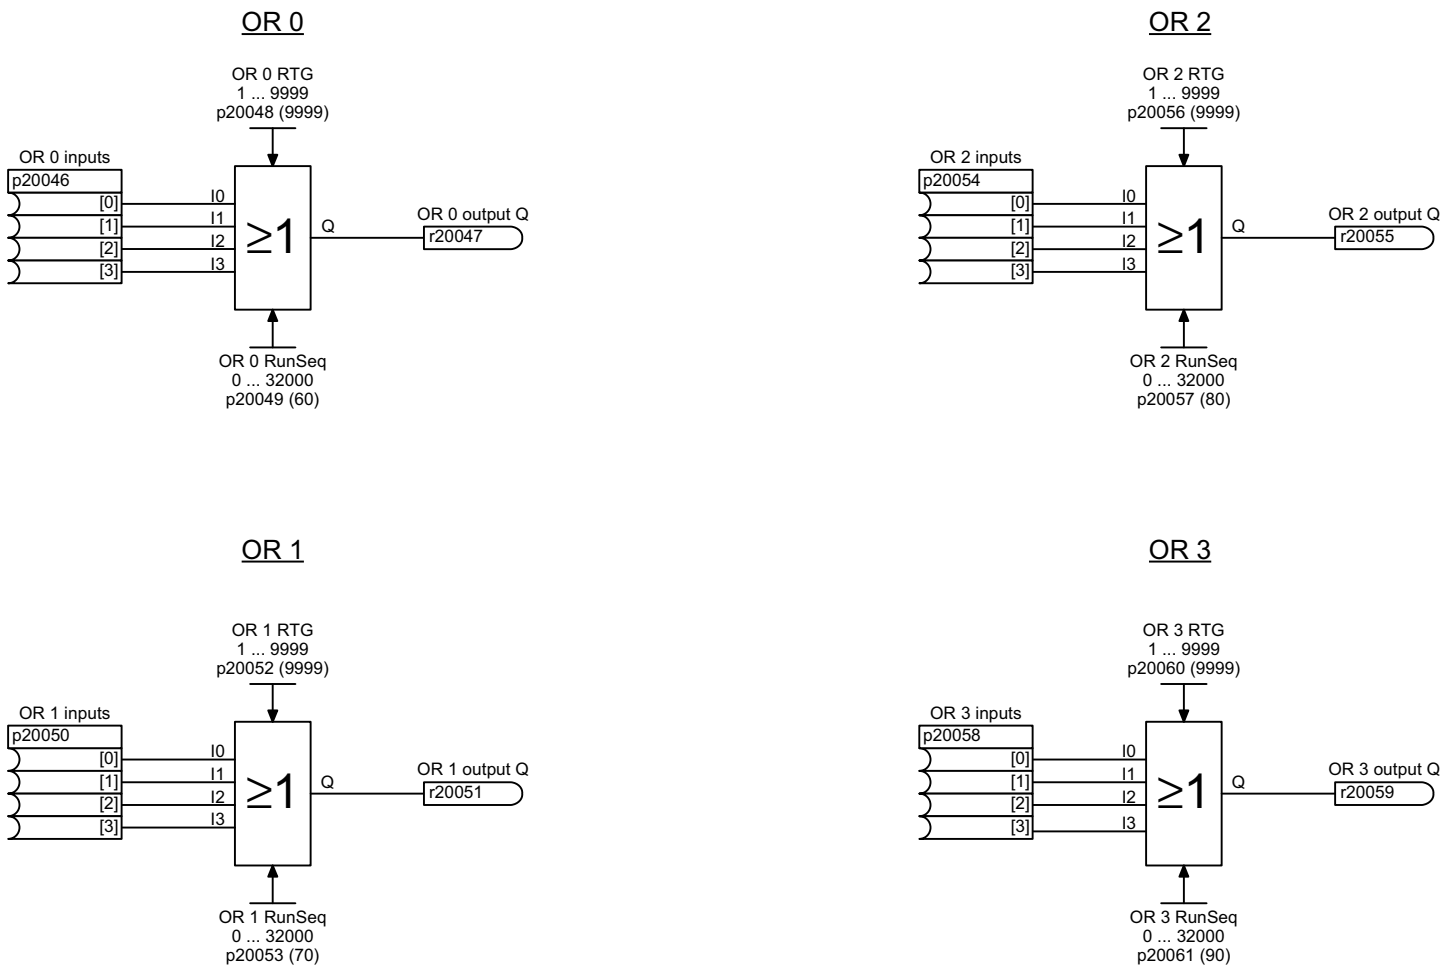 OR 0
OR 0 RTG
1 ... 9999
p20048 (9999)
OR 0 inputs
p20046
[0]
[1]
[2]
[3]
I0
I1
I2
I3
≥1
Q
OR 0 output Q
r20047
OR 0 RunSeq
0 ... 32000
p20049 (60)
OR 2
OR 2 RTG
1 ... 9999
p20056 (9999)
OR 2 inputs
p20054
[0]
[1]
[2]
[3]
I0
I1
I2
I3
≥1
Q
OR 2 output Q
r20055
OR 2 RunSeq
0 ... 32000
p20057 (80)
OR 1
OR 1 RTG
1 ... 9999
p20052 (9999)
OR 1 inputs
p20050
[0]
[1]
[2]
[3]
I0
I1
I2
I3
≥1
Q
OR 1 output Q
r20051
OR 1 RunSeq
0 ... 32000
p20053 (70)
OR 3
OR 3 RTG
1 ... 9999
p20060 (9999)
OR 3 inputs
p20058
[0]
[1]
[2]
[3]
I0
I1
I2
I3
≥1
Q
OR 3 output Q
r20059
OR 3 RunSeq
0 ... 32000
p20061 (90)